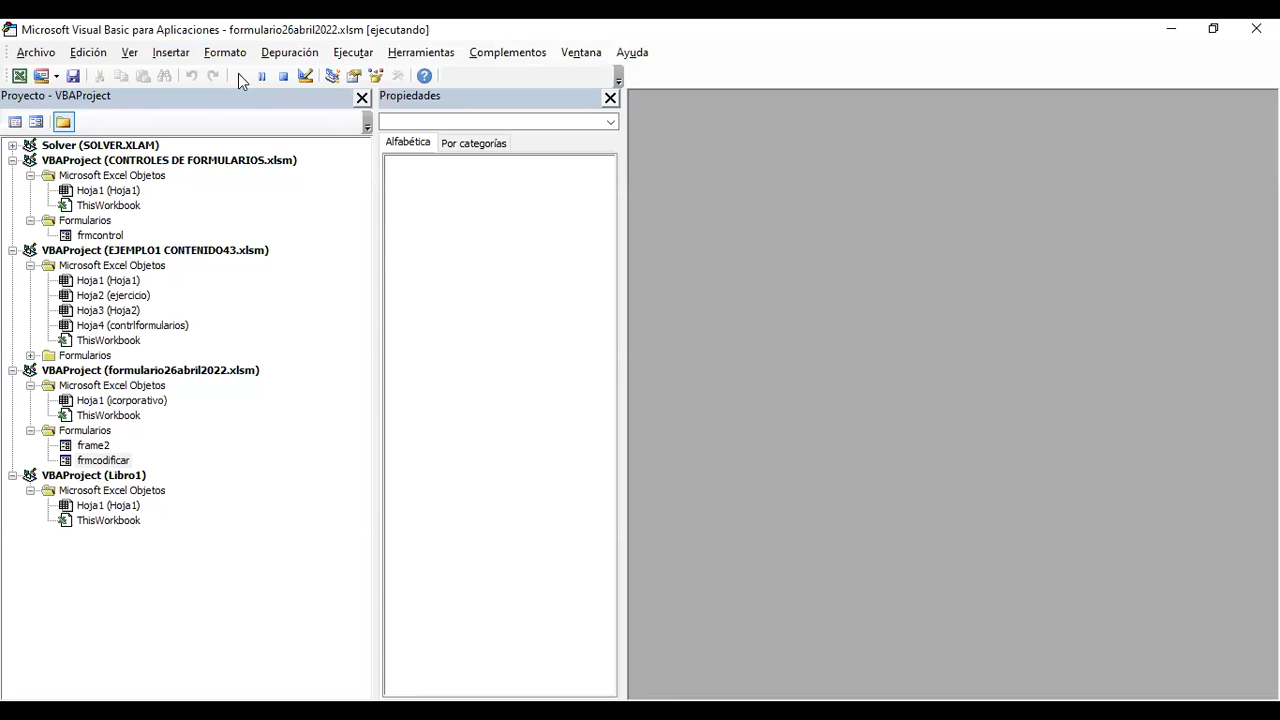 Microsoft Visual Basic para Aplicaciones - formulario26abril2022.xlsm [ejecutando]
Archivo Edición Ver Insertar Formato Depuración Ejecutar Herramientas Complementos Ventana Ayuda
Proyecto - VBAProject
Propiedades
Alfabética Por categorías
Solver (SOLVER.XLAM)
VBAProject (CONTROLES DE FORMULARIOS.xlsm)
Microsoft Excel Objetos
Hoja1 (Hoja1)
ThisWorkbook
Formularios
frmcontrol
VBAProject (EJEMPLO1 CONTENIDO43.xlsm)
Microsoft Excel Objetos
Hoja1 (Hoja1)
Hoja2 (ejercicio)
Hoja3 (Hoja2)
Hoja4 (contrlformularios)
ThisWorkbook
Formularios
VBAProject (formulario26abril2022.xlsm)
Microsoft Excel Objetos
Hoja1 (icorporativo)
ThisWorkbook
Formularios
frame2
frmcodificar
VBAProject (Libro1)
Microsoft Excel Objetos
Hoja1 (Hoja1)
ThisWorkbook